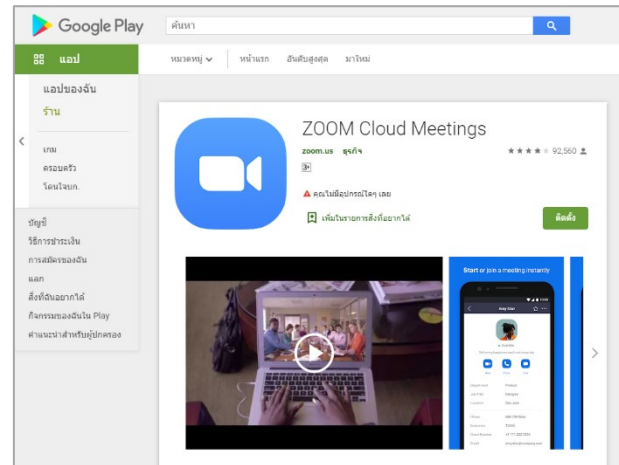 Google Play
ค้นหา
แอป
หมวดหมู่
หน้าแรก
อันดับสูงสุด
มาใหม่
แอปของฉัน
ร้าน
เกม
ครอบครัว
โดนใจบก.
บัญชี
วิธีการชำระเงิน
การสมัครของฉัน
แลก
สิ่งที่ฉันอยากได้
กิจกรรมของฉันใน Play
คำแนะนำสำหรับผู้ปกครอง
ZOOM Cloud Meetings
zoom.us ธุรกิจ
92,560
3+
คุณไม่มีอุปกรณ์ใดๆ เลย
เพิ่มในรายการสิ่งที่อยากได้
ติดตั้ง
Start or join a meeting instantly